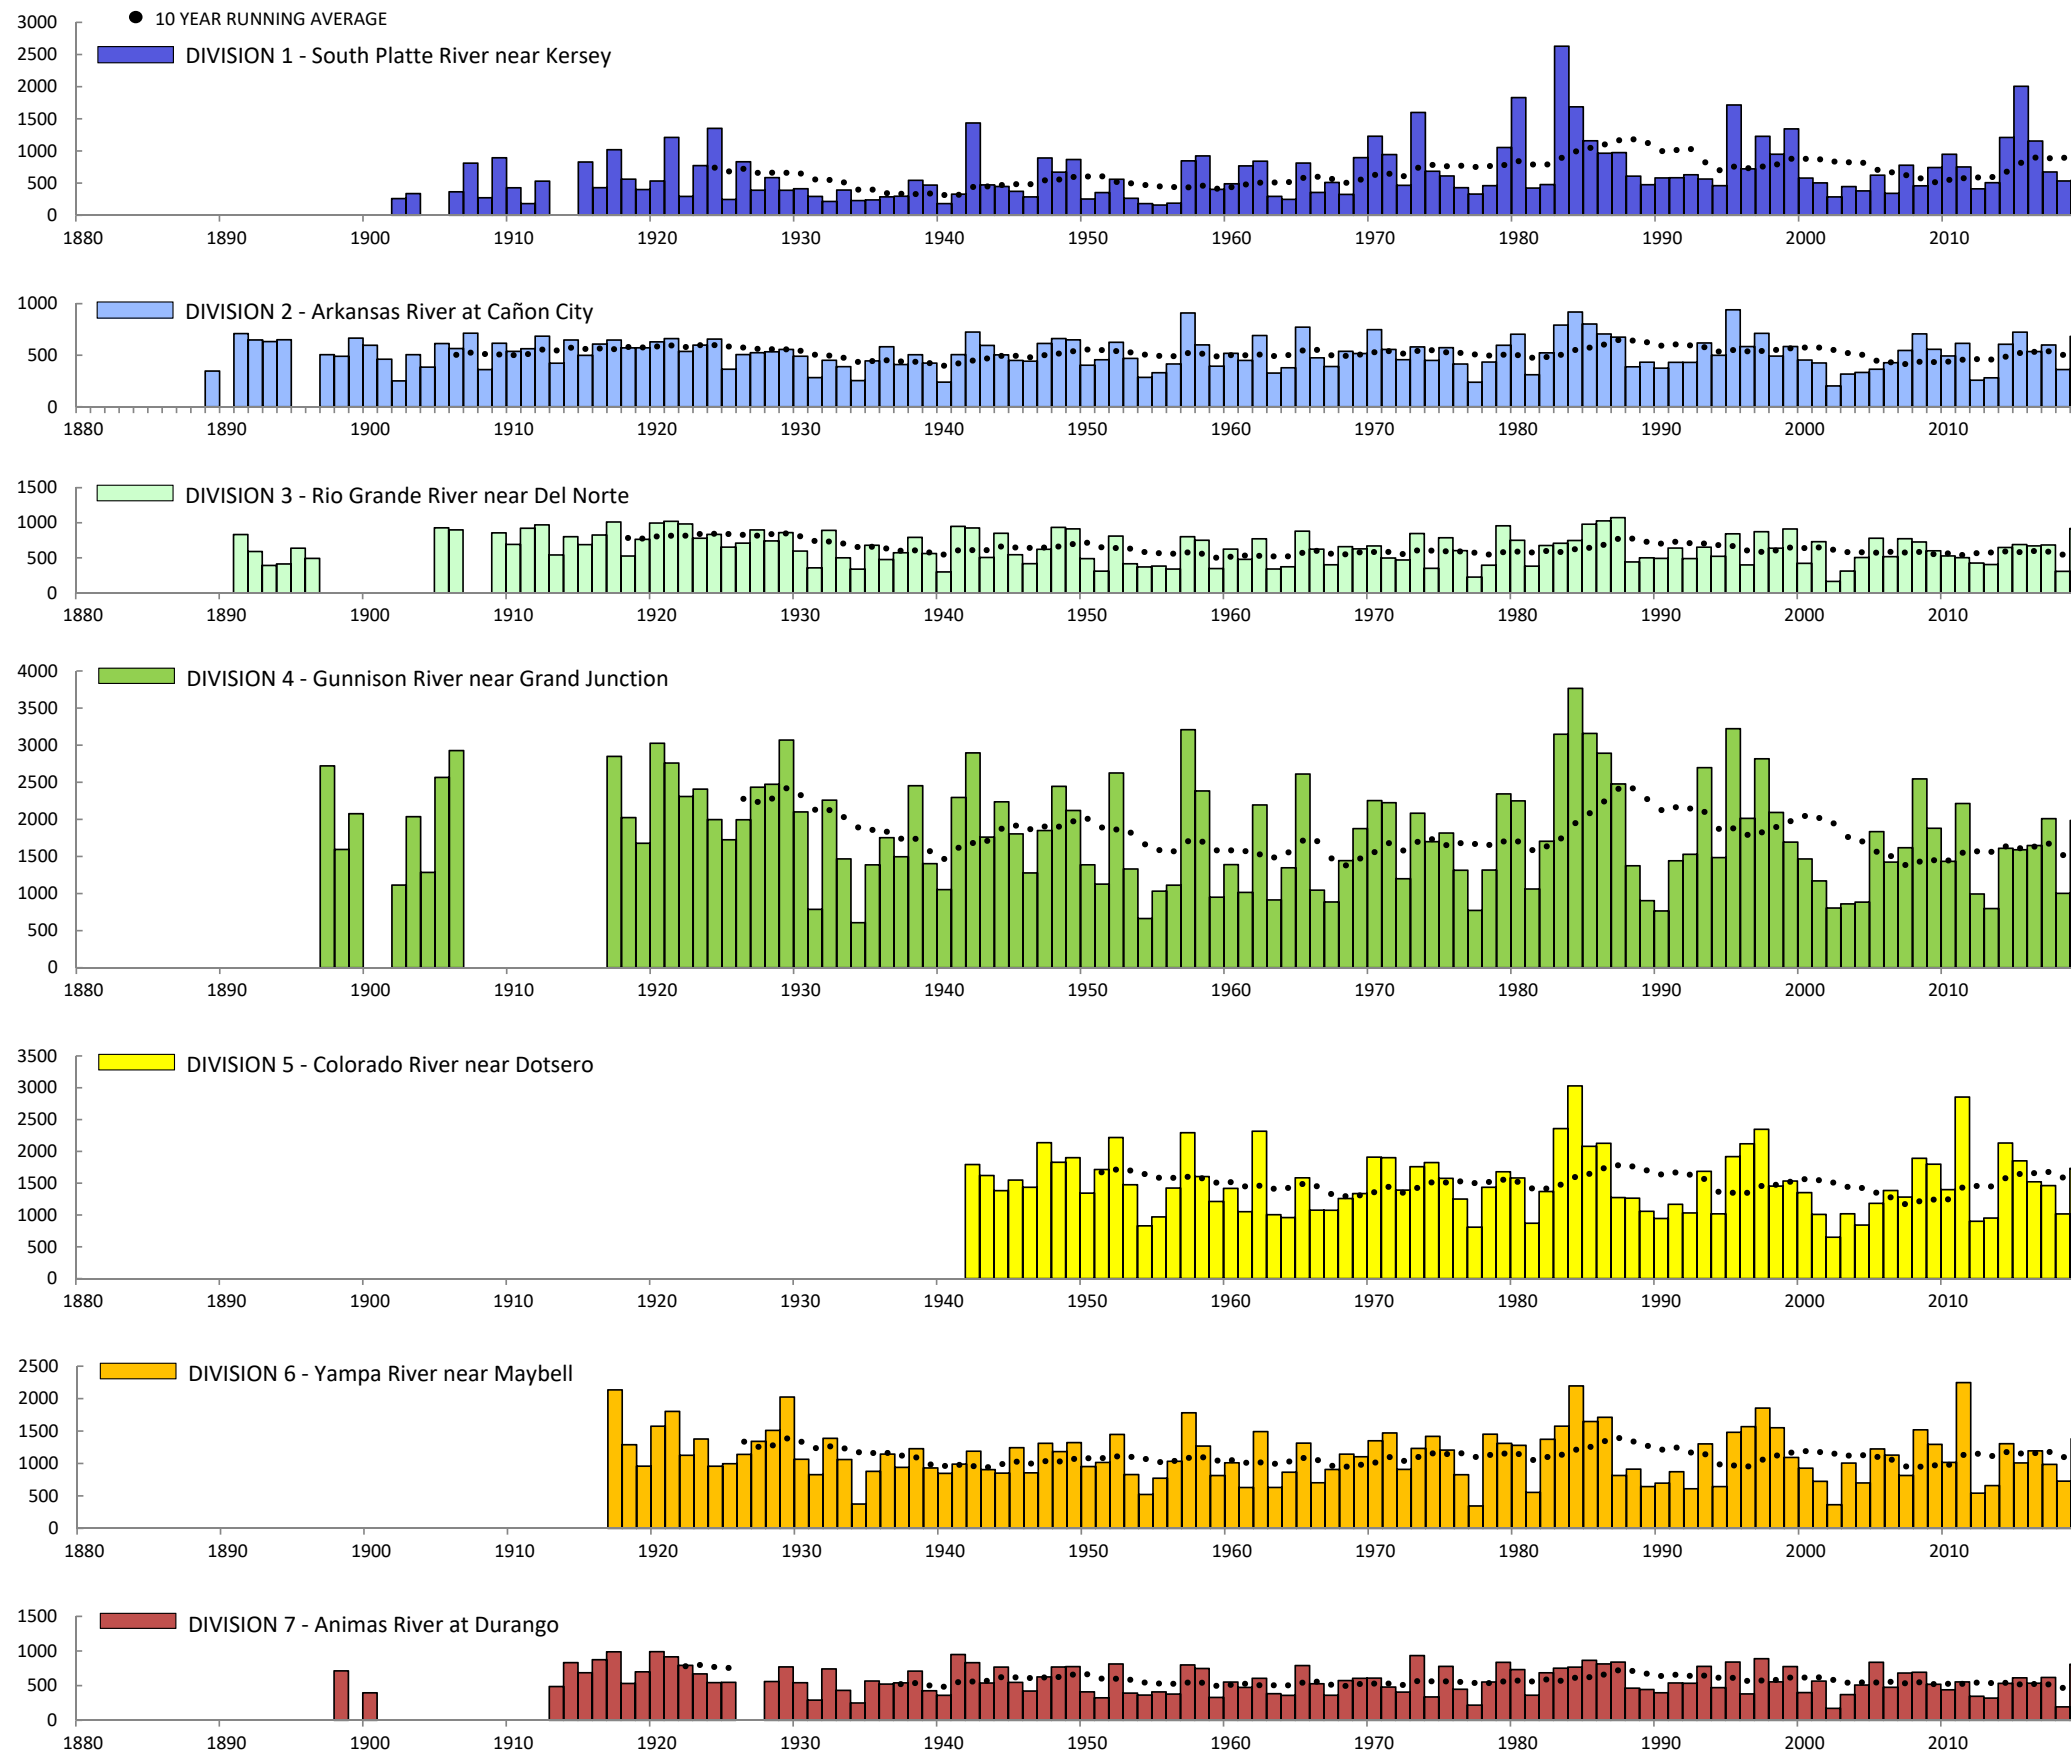 10 YEAR RUNNING AVERAGE
DIVISION 1 - South Platte River near Kersey
3000
2500
2000
1500
1000
500
0
1880 1890 1900 1910 1920 1930 1940 1950 1960 1970 1980 1990 2000 2010
DIVISION 2 - Arkansas River at Cañon City
1000
500
0
1880 1890 1900 1910 1920 1930 1940 1950 1960 1970 1980 1990 2000 2010
DIVISION 3 - Rio Grande River near Del Norte
1500
1000
500
0
1880 1890 1900 1910 1920 1930 1940 1950 1960 1970 1980 1990 2000 2010
DIVISION 4 - Gunnison River near Grand Junction
4000
3500
3000
2500
2000
1500
1000
500
0
1880 1890 1900 1910 1920 1930 1940 1950 1960 1970 1980 1990 2000 2010
DIVISION 5 - Colorado River near Dotsero
3500
3000
2500
2000
1500
1000
500
0
1880 1890 1900 1910 1920 1930 1940 1950 1960 1970 1980 1990 2000 2010
DIVISION 6 - Yampa River near Maybell
2500
2000
1500
1000
500
0
1880 1890 1900 1910 1920 1930 1940 1950 1960 1970 1980 1990 2000 2010
DIVISION 7 - Animas River at Durango
1500
1000
500
0
1880 1890 1900 1910 1920 1930 1940 1950 1960 1970 1980 1990 2000 2010